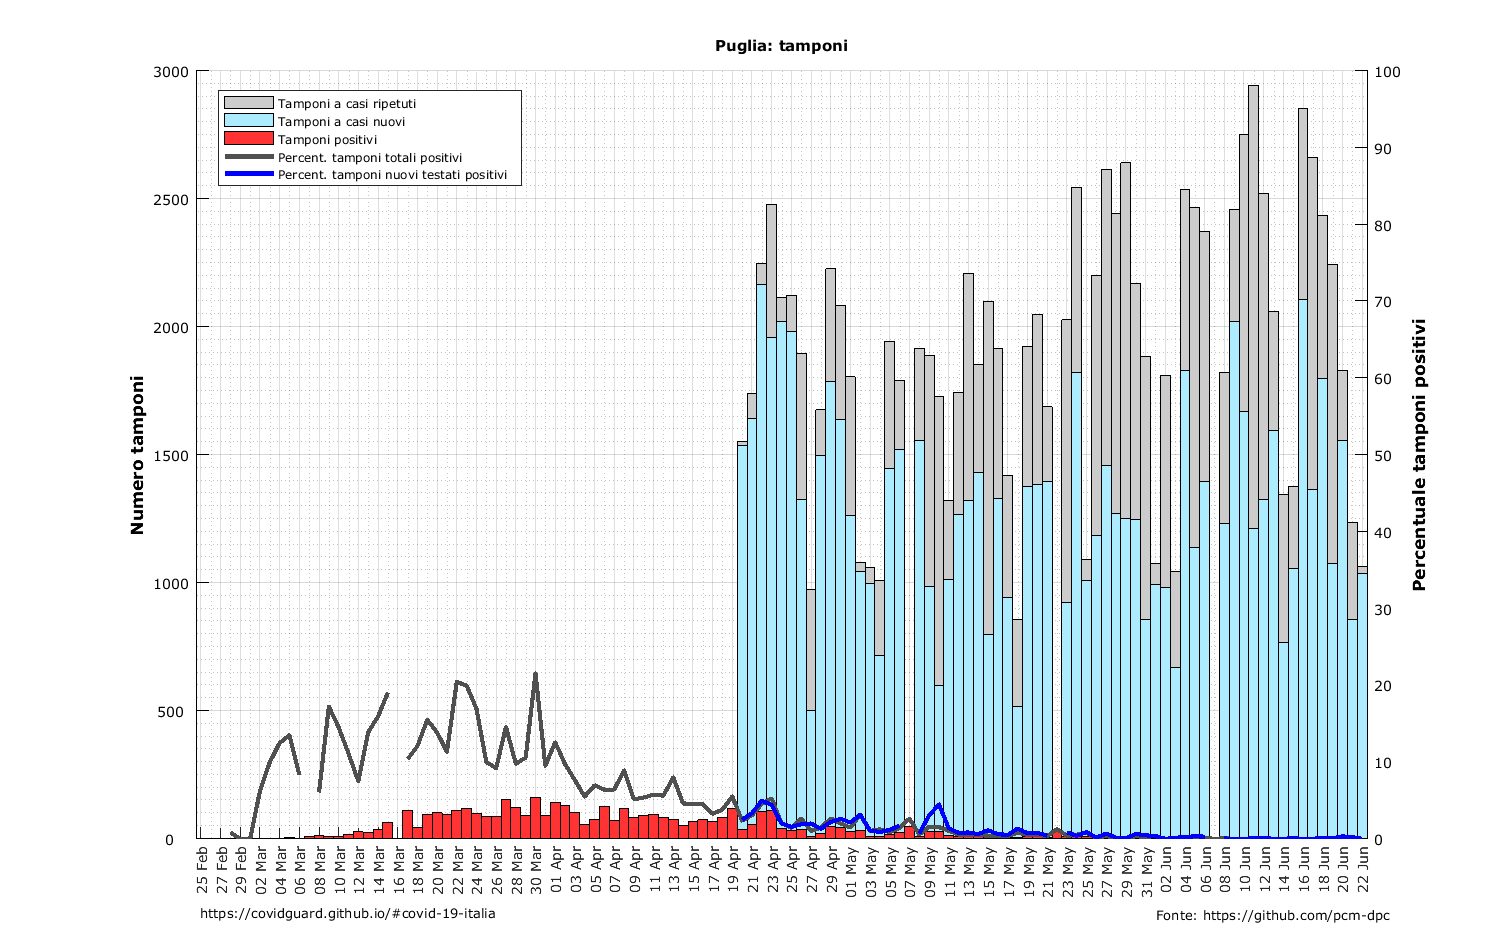 Puglia: tamponi
Tamponi a casi ripetuti
Tamponi a casi nuovi
Tamponi positivi
Percent. tamponi totali positivi
Percent. tamponi nuovi testati positivi
Numero tamponi
3000
2500
2000
1500
1000
500
0
Percentuale tamponi positivi
100
90
80
70
60
50
40
30
20
10
0
25 Feb
27 Feb
29 Feb
02 Mar
04 Mar
06 Mar
08 Mar
10 Mar
12 Mar
14 Mar
16 Mar
18 Mar
20 Mar
22 Mar
24 Mar
26 Mar
28 Mar
30 Mar
01 Apr
03 Apr
05 Apr
07 Apr
09 Apr
11 Apr
13 Apr
15 Apr
17 Apr
19 Apr
21 Apr
23 Apr
25 Apr
27 Apr
29 Apr
01 May
03 May
05 May
07 May
09 May
11 May
13 May
15 May
17 May
19 May
21 May
23 May
25 May
27 May
29 May
31 May
02 Jun
04 Jun
06 Jun
08 Jun
10 Jun
12 Jun
14 Jun
16 Jun
18 Jun
20 Jun
22 Jun
https://covidguard.github.io/#covid-19-italia
Fonte: https://github.com/pcm-dpc